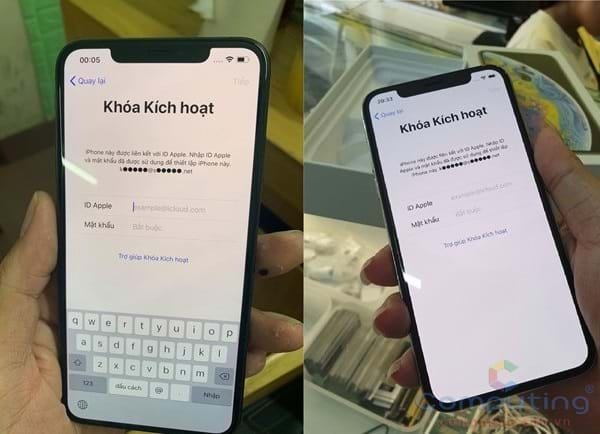 00:05
Quay lại
Tiếp
Khóa Kích hoạt
iPhone này được liên kết với ID Apple. Nhập ID Apple
và mật khẩu đã được sử dụng để thiết lập iPhone này.
k●●●●●@s●●●●●.net
ID Apple example@icloud.com
Mật khẩu Bắt buộc
Trợ giúp Khóa Kích hoạt
q w e r t y u i o p
a s d f g h j k l
z x c v b n m
123 dấu cách @ . Nhập
20:33
Quay lại
Khóa Kích hoạt
iPhone này được liên kết với ID Apple. Nhập ID Apple
và mật khẩu đã được sử dụng để thiết lập iPhone này.
k●●●●●@s●●●●●.net
ID Apple example@icloud.com
Mật khẩu Bắt buộc
Trợ giúp Khóa Kích hoạt
Computing®